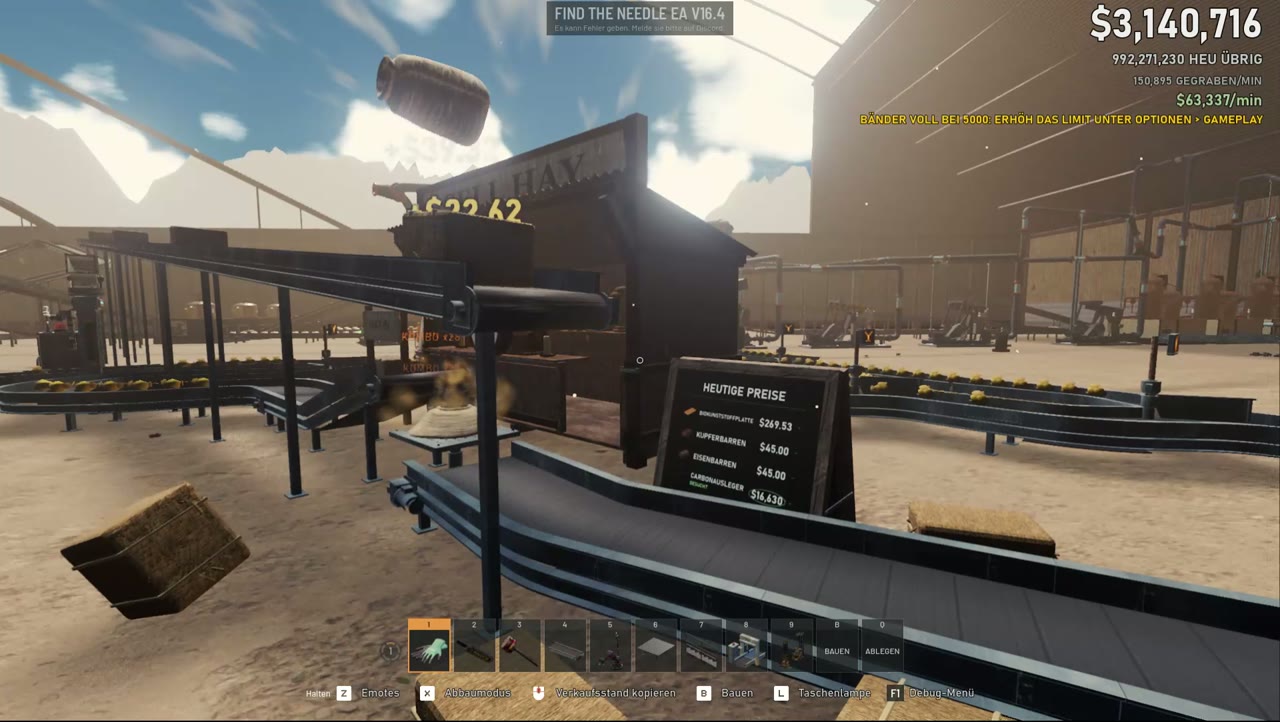 FIND THE NEEDLE EA V16.4
Es kann Fehler geben. Melde sie bitte auf Discord.
$3,140,716
992,271,230 HEU ÜBRIG
150,895 GEGRABEN/MIN
$63,337/min
BÄNDER VOLL BEI 5000: ERHÖH DAS LIMIT UNTER OPTIONEN > GAMEPLAY
SELL HAY
+$22.62
HEUTIGE PREISE
$269.53
KUPFERBARREN $45.00
EISENBARREN $45.00
CARBONAUSLEGER $16,630
1 2 3 4 5 6 7 8 9 B 0
1 BAUEN ABLEGEN
Halten Z Emotes X Abbaumodus Verkaufsstand kopieren B Bauen L Taschenlampe F1 Debug-Menü